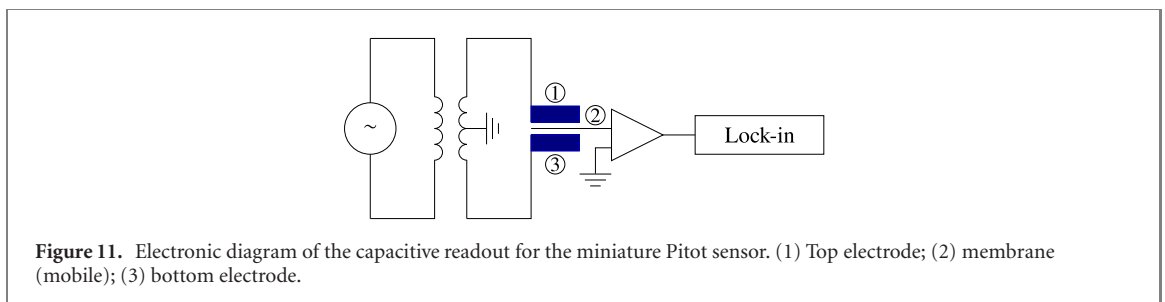 ~
①
②
③
Lock-in
Figure 11. Electronic diagram of the capacitive readout for the miniature Pitot sensor. (1) Top electrode; (2) membrane
(mobile); (3) bottom electrode.